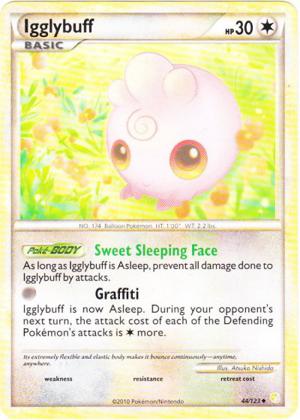 Igglybuff
HP 30
BASIC
NO. 174 Balloon Pokémon HT. 1'00" WT. 2.2 lbs.
Poké-BODY Sweet Sleeping Face
As long as Igglybuff is Asleep, prevent all damage done to
Igglybuff by attacks.
Graffiti
Igglybuff is now Asleep. During your opponent's
next turn, the attack cost of each of the Defending
Pokémon's attacks is more.
Its extremely flexible and elastic body makes it bounce continuously, anytime,
anywhere.
Illus. Atsuko Nishida
weakness resistance retreat cost
©2010 Pokémon/Nintendo
44/123